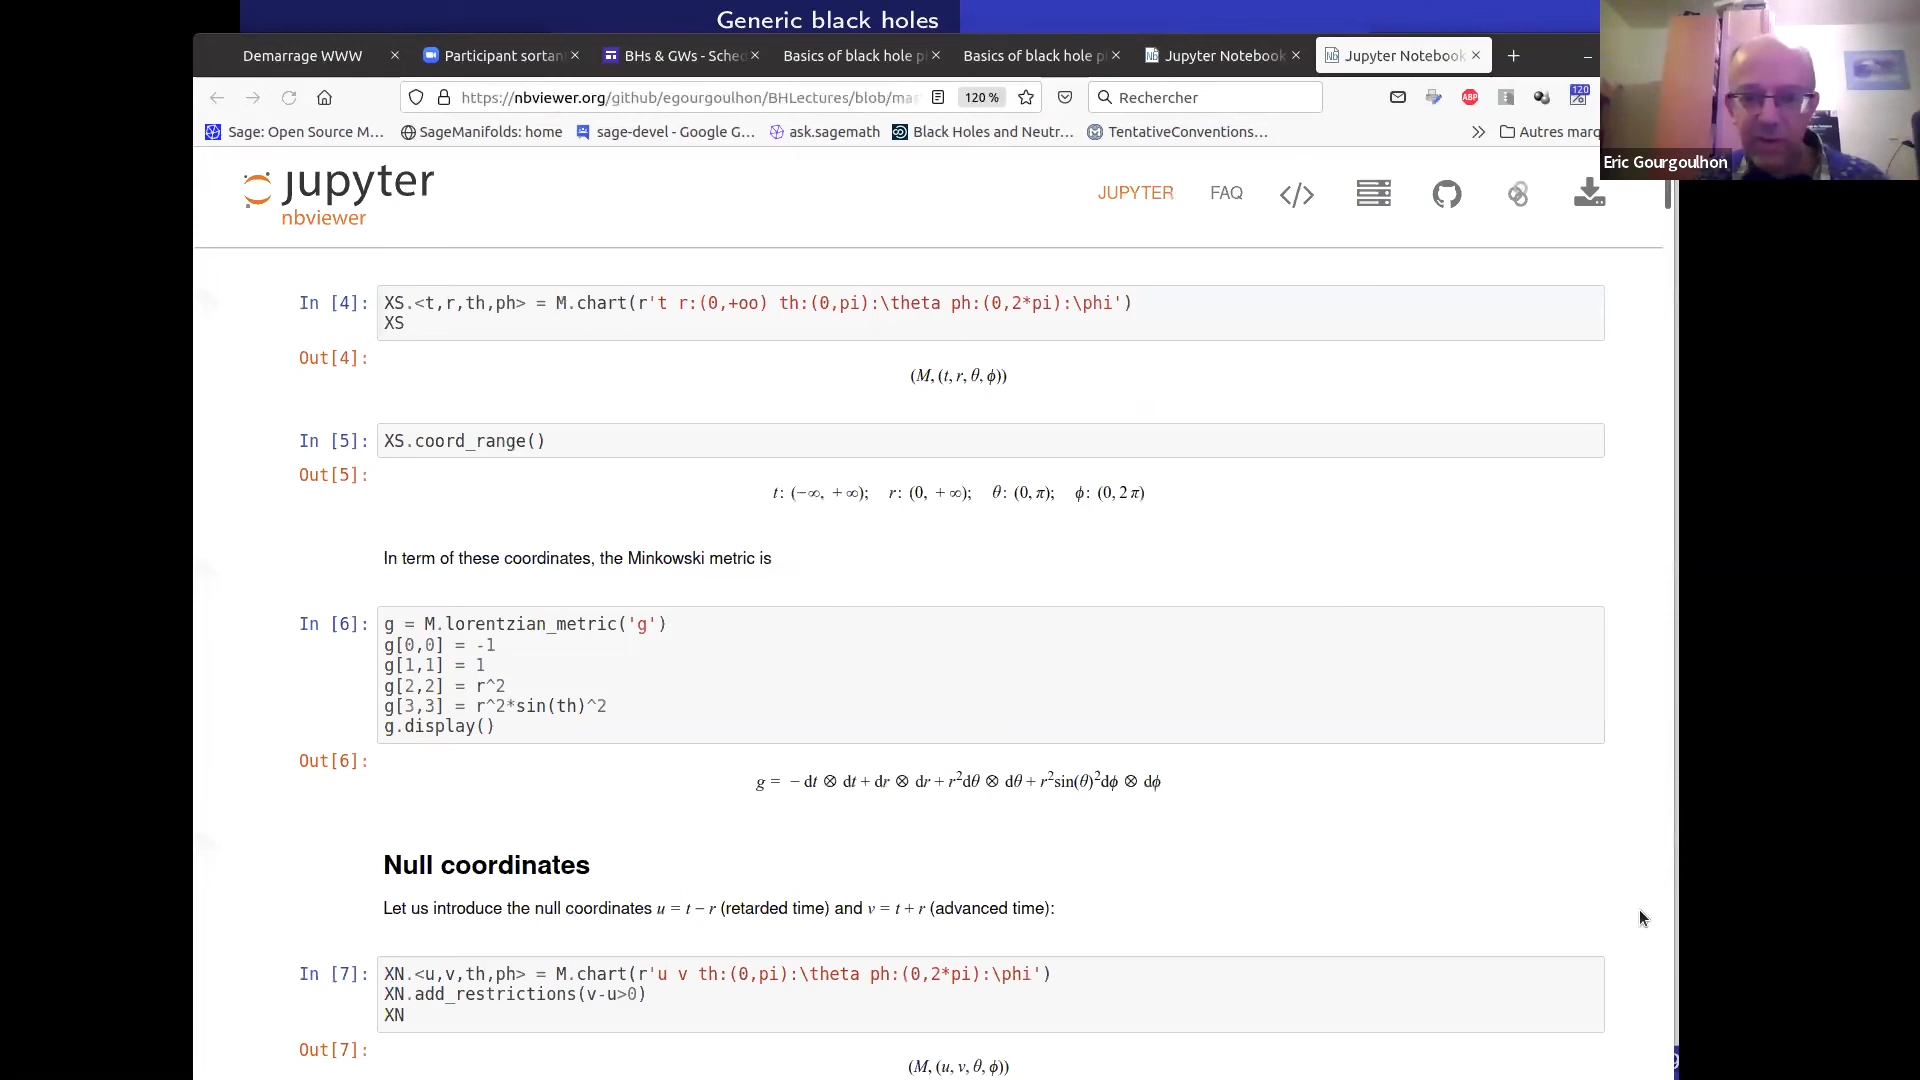 Generic black holes
Demarrage WWW
Participant sortan
BHs & GWs - Sched
Basics of black hole p
Basics of black hole p
Jupyter Notebook
Jupyter Notebook
https://nbviewer.org/github/egourgoulhon/BHLectures/blob/mas
120 %
Rechercher
ABP
120
Sage: Open Source M...
SageManifolds: home
sage-devel - Google G...
ask.sagemath
Black Holes and Neutr...
TentativeConventions...
Autres marq
Eric Gourgoulhon
jupyter
nbviewer
JUPYTER
FAQ
In [4]: XS.<t,r,th,ph> = M.chart(r't r:(0,+oo) th:(0,pi):\theta ph:(0,2*pi):\phi')
XS
Out[4]:
(M, (t, r, θ, ϕ))
In [5]: XS.coord_range()
Out[5]:
t: (−∞, +∞); r: (0, +∞); θ: (0, π); ϕ: (0, 2 π)
In term of these coordinates, the Minkowski metric is
In [6]: g = M.lorentzian_metric('g')
g[0,0] = -1
g[1,1] = 1
g[2,2] = r^2
g[3,3] = r^2*sin(th)^2
g.display()
Out[6]:
g = − dt ⊗ dt + dr ⊗ dr + r²dθ ⊗ dθ + r²sin(θ)²dϕ ⊗ dϕ
Null coordinates
Let us introduce the null coordinates u = t − r (retarded time) and v = t + r (advanced time):
In [7]: XN.<u,v,th,ph> = M.chart(r'u v th:(0,pi):\theta ph:(0,2*pi):\phi')
XN.add_restrictions(v-u>0)
XN
Out[7]:
(M, (u, v, θ, ϕ))